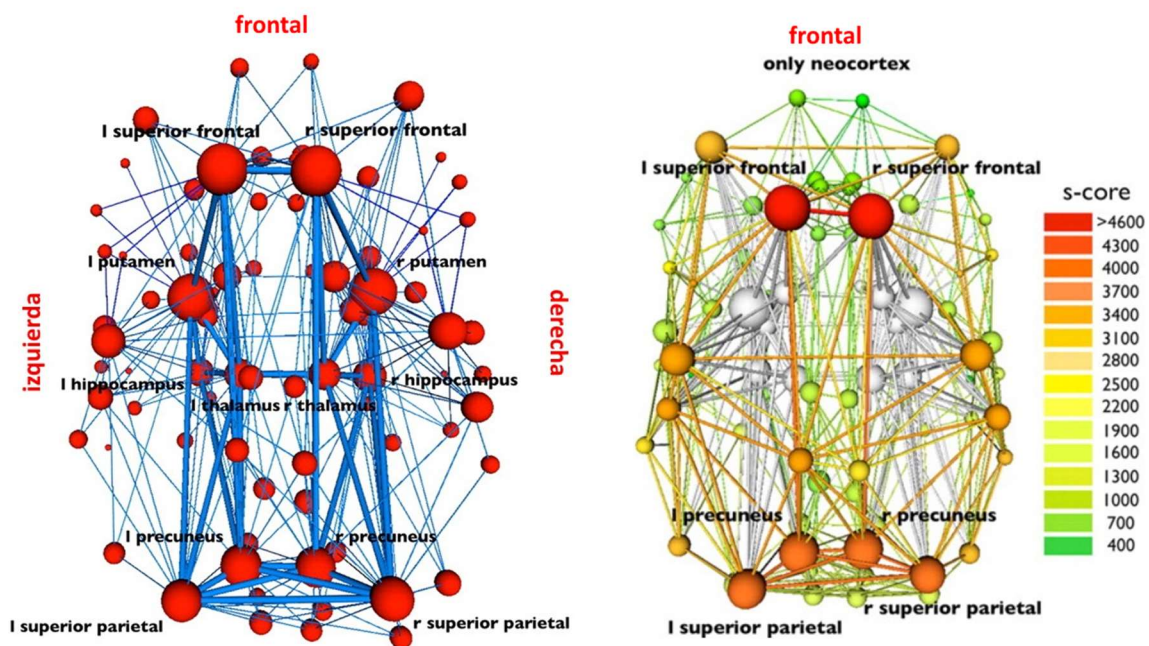 frontal
l superior frontal
r superior frontal
l putamen
r putamen
izquierda
derecha
l hippocampus
r hippocampus
l thalamus r thalamus
l precuneus
r precuneus
l superior parietal
r superior parietal
frontal
only neocortex
l superior frontal
r superior frontal
l precuneus
r precuneus
r superior parietal
l superior parietal
s-core
>4600
4300
4000
3700
3400
3100
2800
2500
2200
1900
1600
1300
1000
700
400